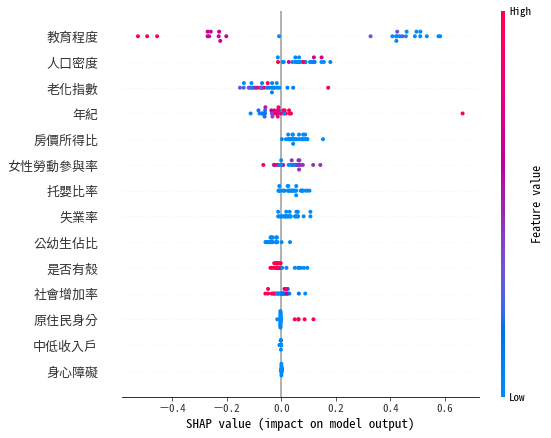 High
教育程度
人口密度
老化指數
年紀
房價所得比
女性勞動參與率
托嬰比率
失業率
公幼生佔比
是否有殼
社會增加率
原住民身分
中低收入戶
身心障礙
Feature value
Low
−0.4 −0.2 0.0 0.2 0.4 0.6
SHAP value (impact on model output)